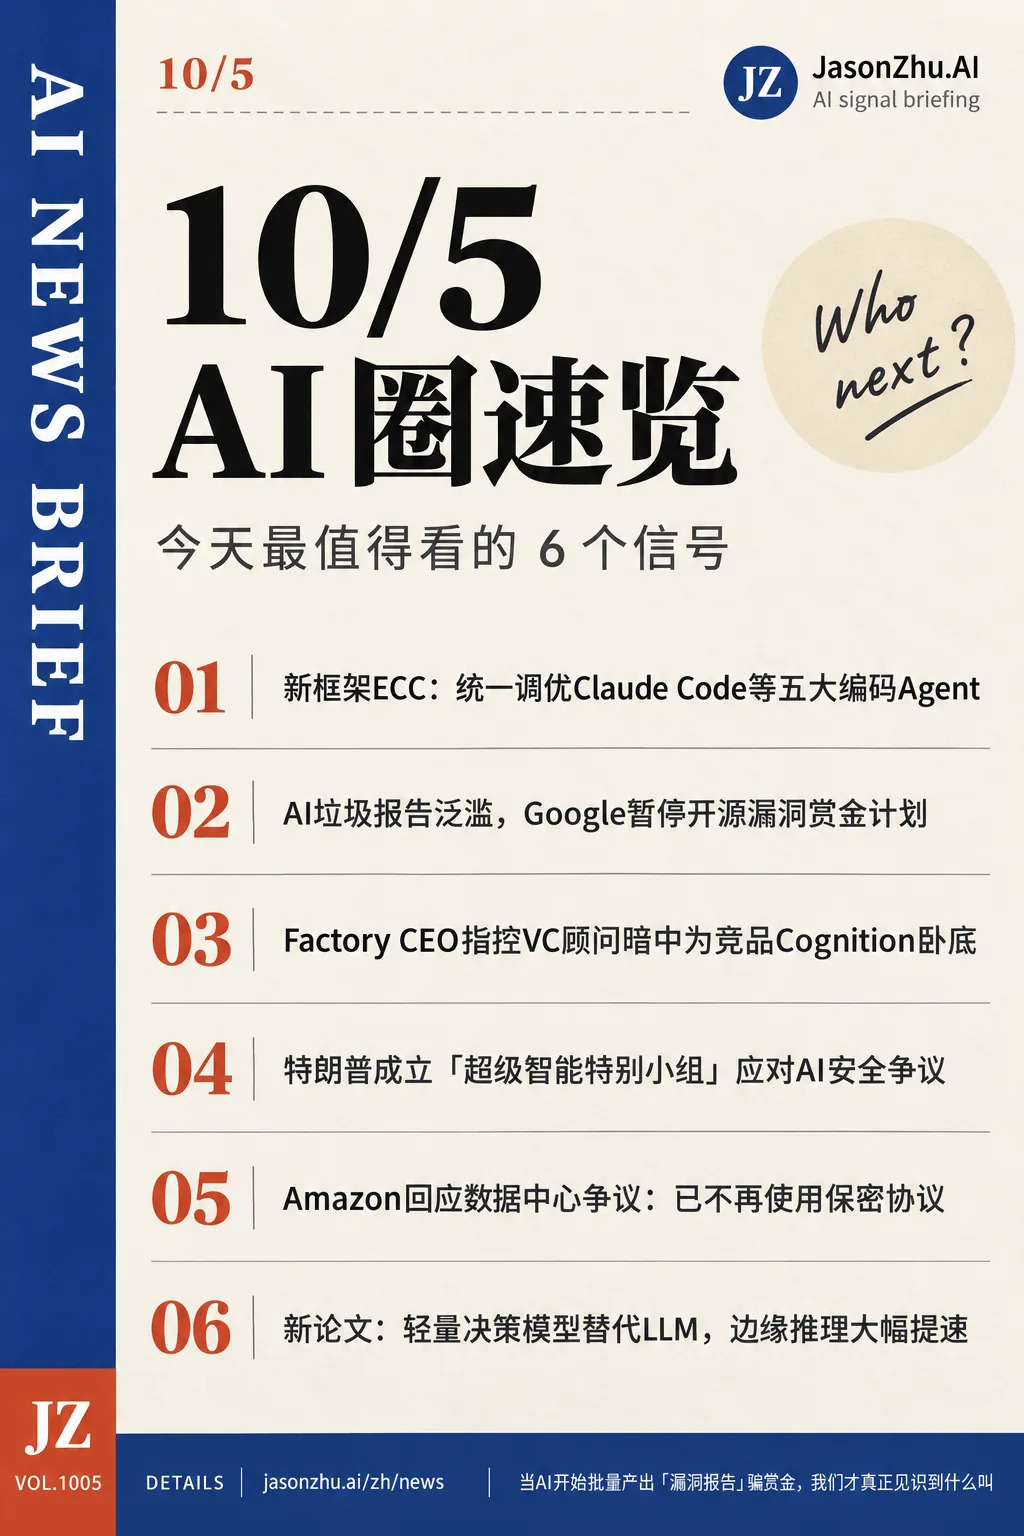 AI NEWS BRIEF
10/5
JZ
JasonZhu.AI
AI signal briefing
10/5
AI圈速览
Who
next?
今天最值得看的 6 个信号
01 新框架ECC：统一调优Claude Code等五大编码Agent
02 AI垃圾报告泛滥，Google暂停开源漏洞赏金计划
03 Factory CEO指控VC顾问暗中为竞品Cognition卧底
04 特朗普成立「超级智能特别小组」应对AI安全争议
05 Amazon回应数据中心争议：已不再使用保密协议
06 新论文：轻量决策模型替代LLM，边缘推理大幅提速
JZ
VOL.1005
DETAILS
jasonzhu.ai/zh/news
当AI开始批量产出「漏洞报告」骗赏金，我们才真正见识到什么叫